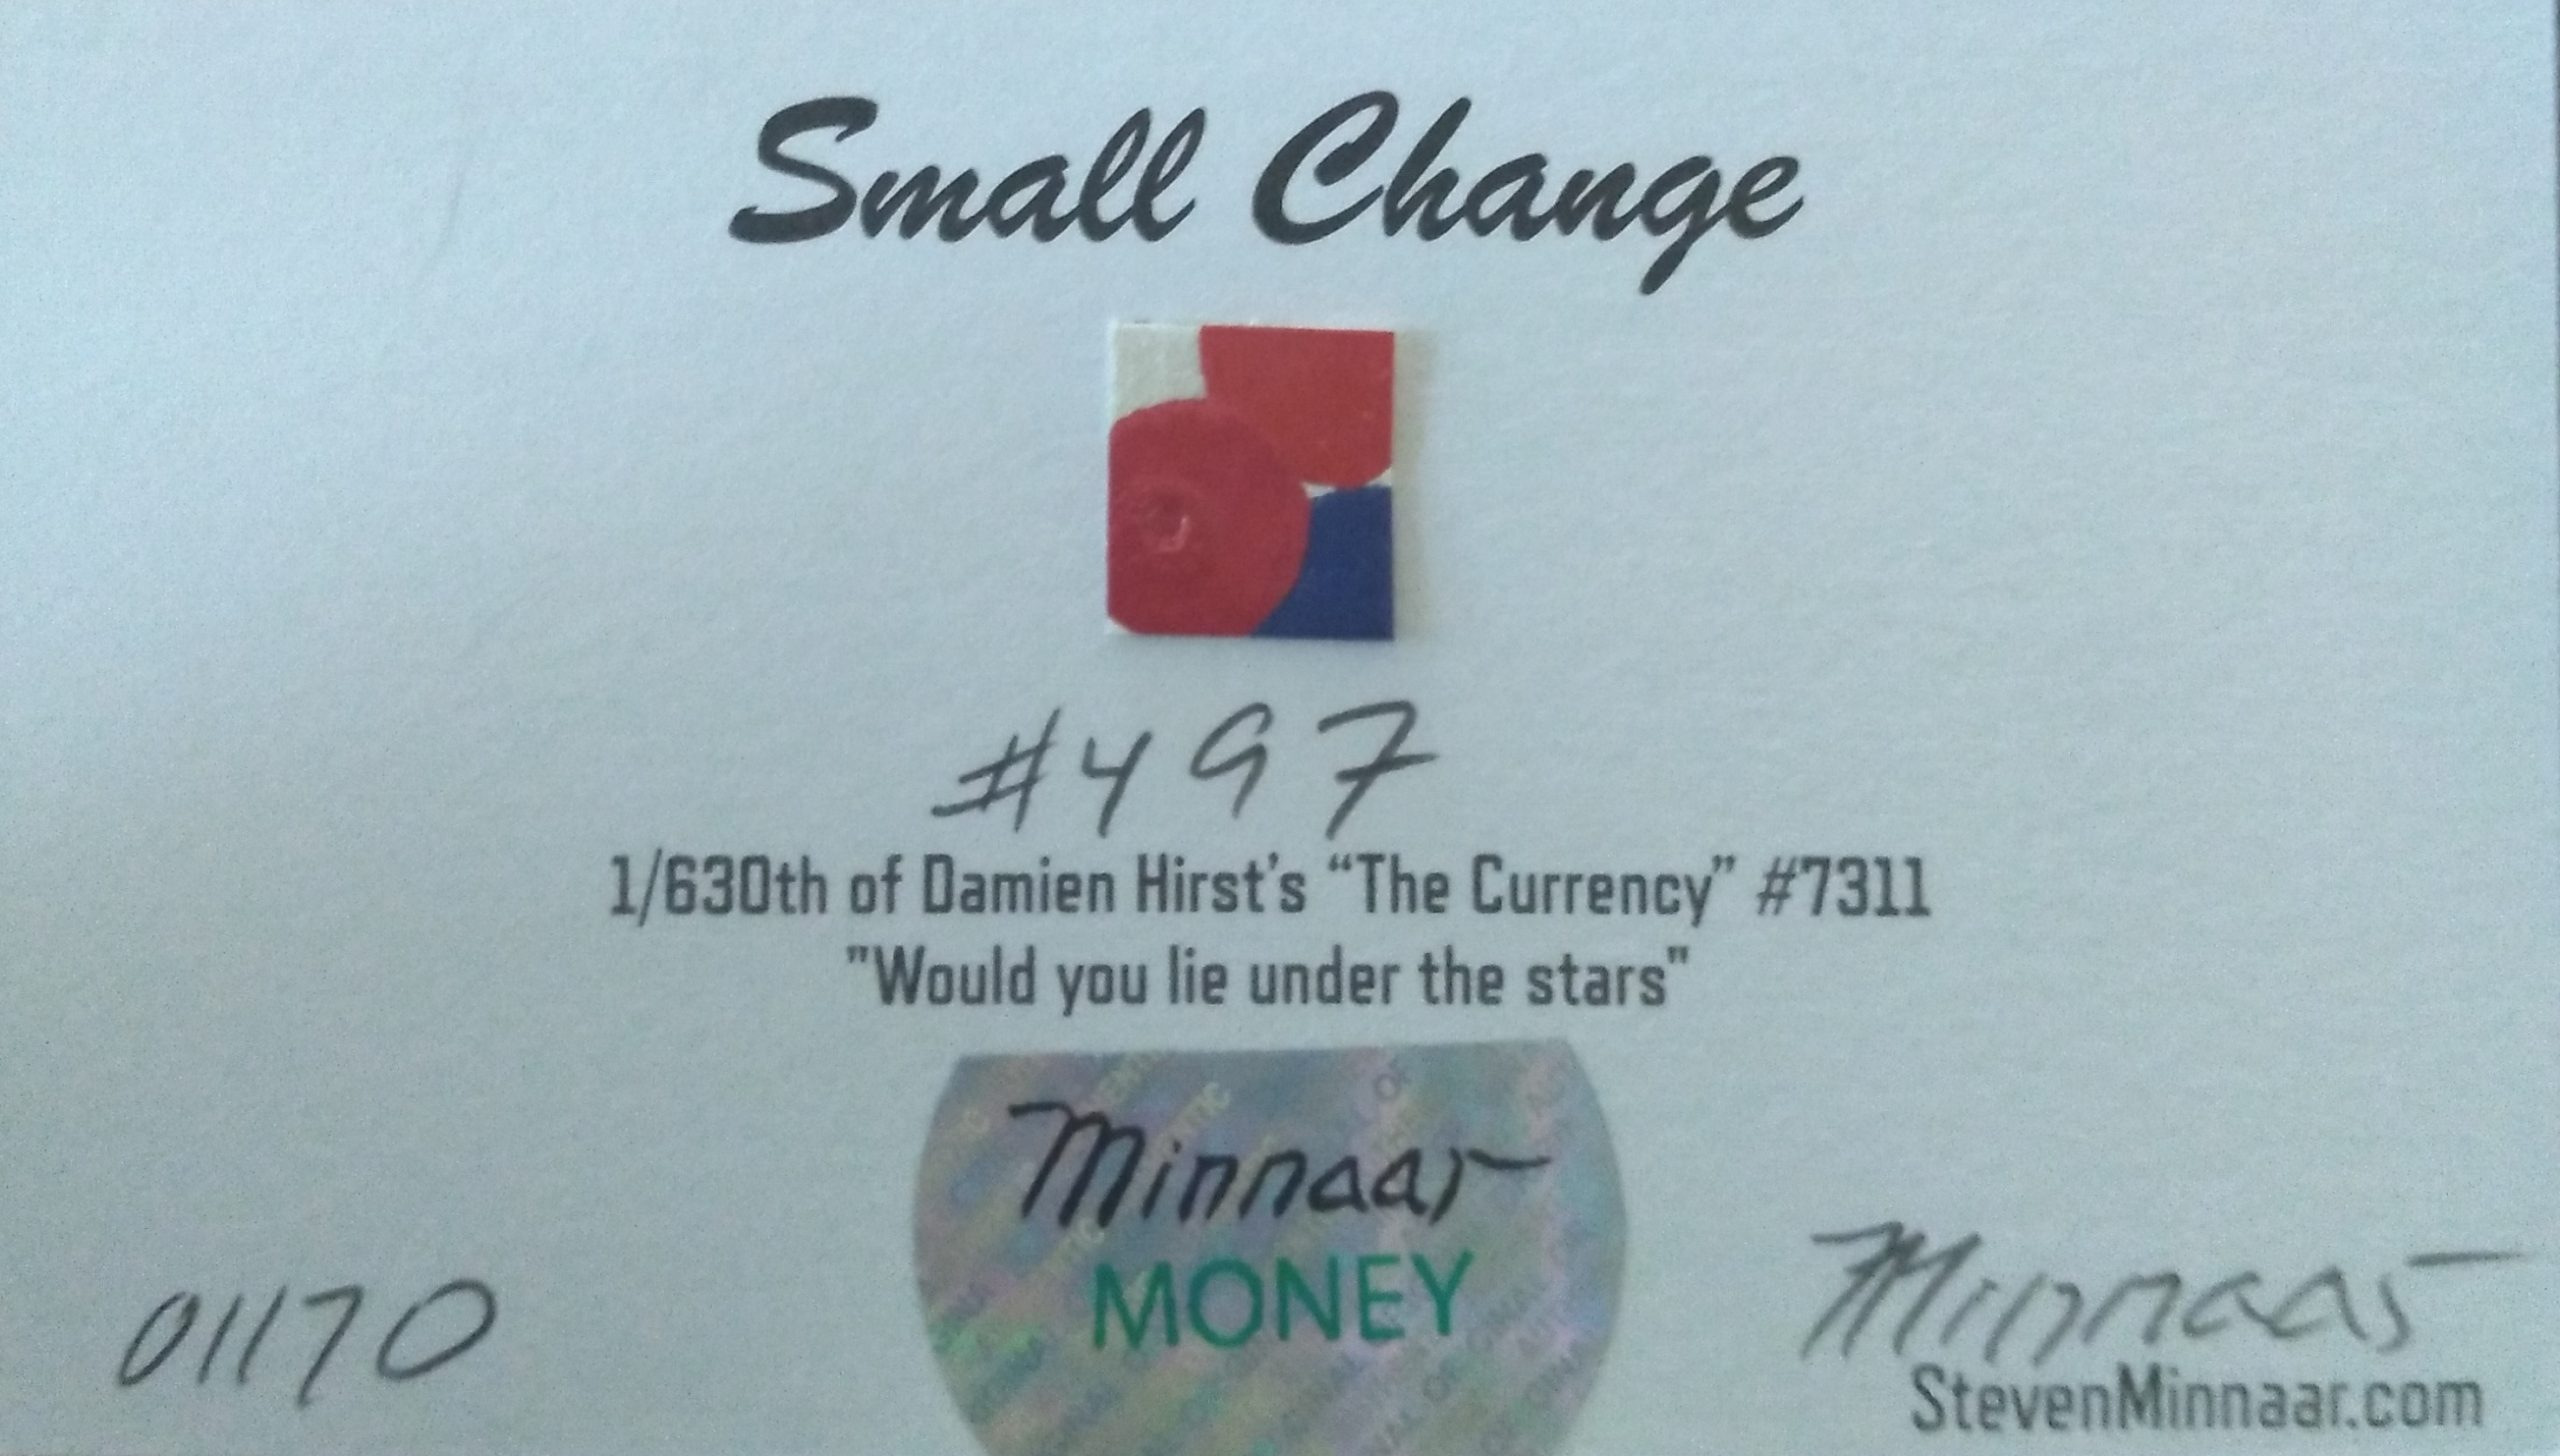 Small Change
#497
1/630th of Damien Hirst's “The Currency” #7311
"Would you lie under the stars"
Minnaar
MONEY
01170
Minnaar
StevenMinnaar.com